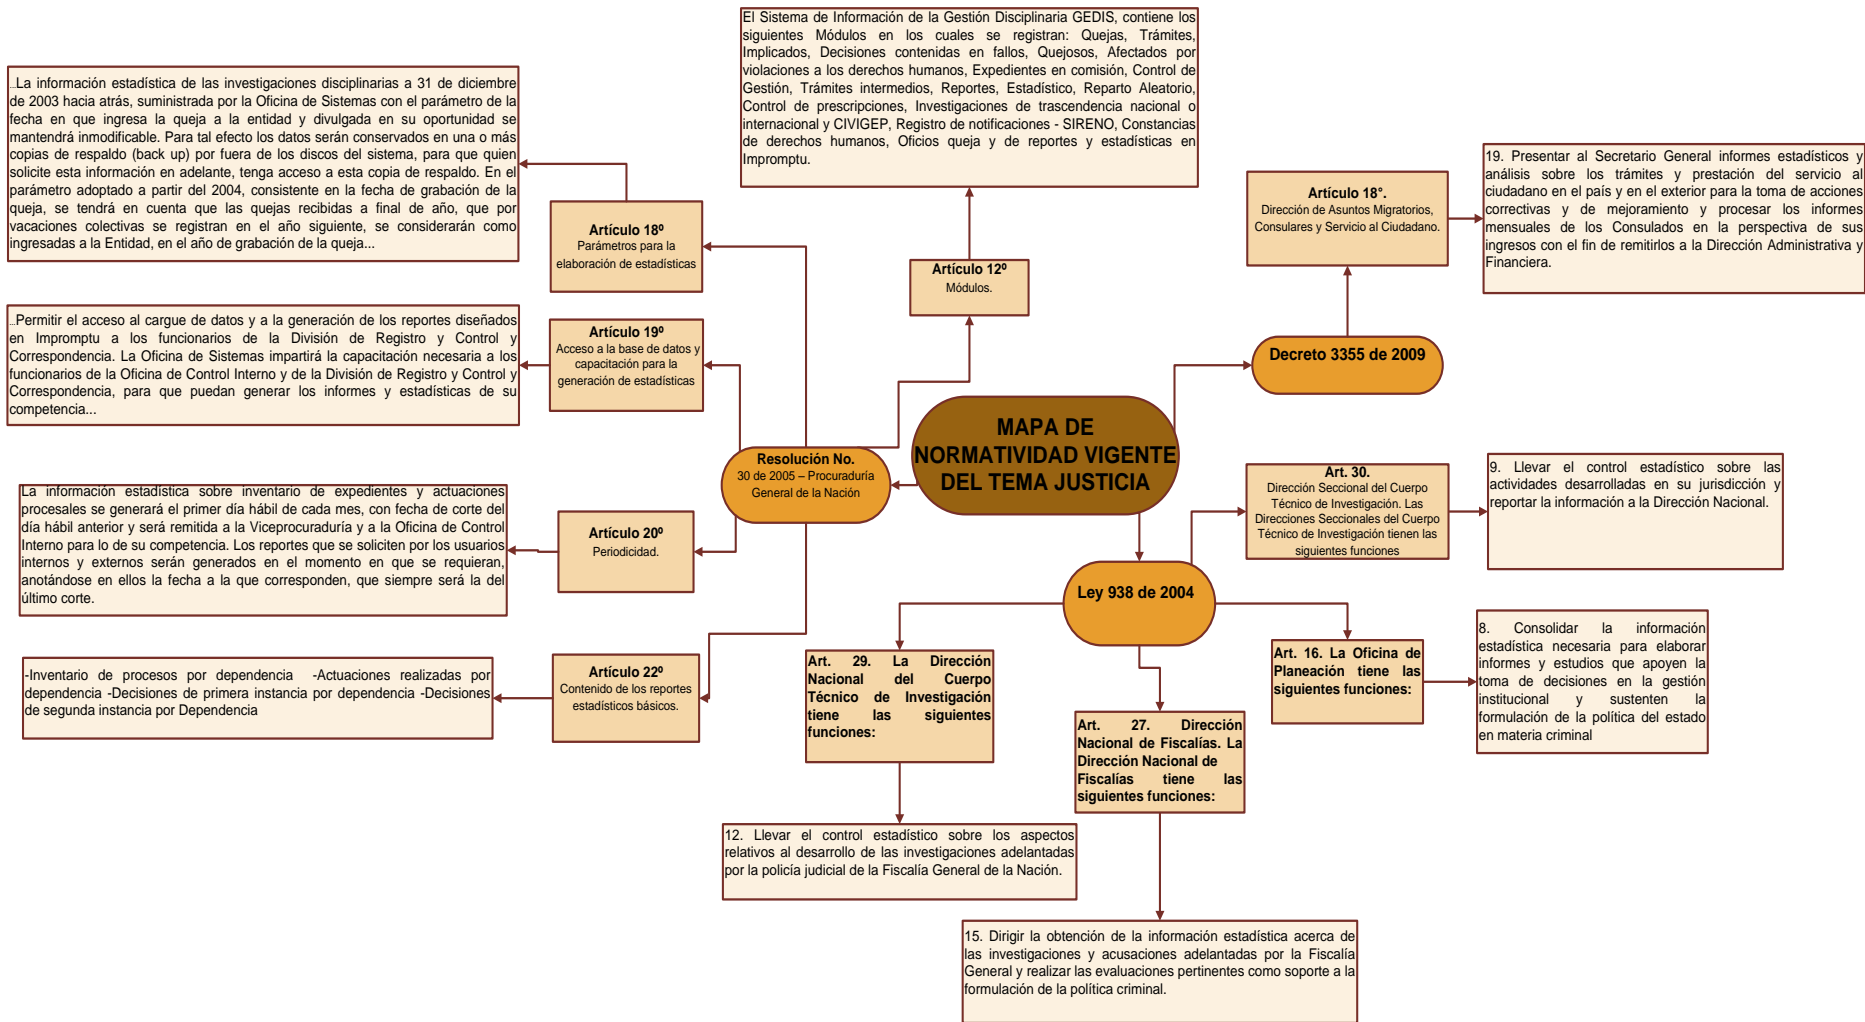 El Sistema de Información de la Gestión Disciplinaria GEDIS, contiene los
siguientes Módulos en los cuales se registran: Quejas, Trámites,
Implicados, Decisiones contenidas en fallos, Quejosos, Afectados por
violaciones a los derechos humanos, Expedientes en comisión, Control de
Gestión, Trámites intermedios, Reportes, Estadístico, Reparto Aleatorio,
Control de prescripciones, Investigaciones de trascendencia nacional o
internacional y CIVIGEP, Registro de notificaciones - SIRENO, Constancias
de derechos humanos, Oficios queja y de reportes y estadísticas en
Impromptu.
...La información estadística de las investigaciones disciplinarias a 31 de diciembre
de 2003 hacia atrás, suministrada por la Oficina de Sistemas con el parámetro de la
fecha en que ingresa la queja a la entidad y divulgada en su oportunidad se
mantendrá inmodificable. Para tal efecto los datos serán conservados en una o más
copias de respaldo (back up) por fuera de los discos del sistema, para que quien
solicite esta información en adelante, tenga acceso a esta copia de respaldo. En el
parámetro adoptado a partir del 2004, consistente en la fecha de grabación de la
queja, se tendrá en cuenta que las quejas recibidas a final de año, que por
vacaciones colectivas se registran en el año siguiente, se considerarán como
ingresadas a la Entidad, en el año de grabación de la queja...
Artículo 18º
Parámetros para la
elaboración de estadísticas
Artículo 12º
Módulos.
Artículo 18°.
Dirección de Asuntos Migratorios,
Consulares y Servicio al Ciudadano.
19. Presentar al Secretario General informes estadísticos y
análisis sobre los trámites y prestación del servicio al
ciudadano en el país y en el exterior para la toma de acciones
correctivas y de mejoramiento y procesar los informes
mensuales de los Consulados en la perspectiva de sus
ingresos con el fin de remitirlos a la Dirección Administrativa y
Financiera.
...Permitir el acceso al cargue de datos y a la generación de los reportes diseñados
en Impromptu a los funcionarios de la División de Registro y Control y
Correspondencia. La Oficina de Sistemas impartirá la capacitación necesaria a los
funcionarios de la Oficina de Control Interno y de la División de Registro y Control y
Correspondencia, para que puedan generar los informes y estadísticas de su
competencia...
Artículo 19º
Acceso a la base de datos y
capacitación para la
generación de estadísticas
Decreto 3355 de 2009
MAPA DE
NORMATIVIDAD VIGENTE
DEL TEMA JUSTICIA
Resolución No.
30 de 2005 – Procuraduría
General de la Nación
Art. 30.
Dirección Seccional del Cuerpo
Técnico de Investigación. Las
Direcciones Seccionales del Cuerpo
Técnico de Investigación tienen las
siguientes funciones
9. Llevar el control estadístico sobre las
actividades desarrolladas en su jurisdicción y
reportar la información a la Dirección Nacional.
La información estadística sobre inventario de expedientes y actuaciones
procesales se generará el primer día hábil de cada mes, con fecha de corte del
día hábil anterior y será remitida a la Viceprocuraduría y a la Oficina de Control
Interno para lo de su competencia. Los reportes que se soliciten por los usuarios
internos y externos serán generados en el momento en que se requieran,
anotándose en ellos la fecha a la que corresponden, que siempre será la del
último corte.
Artículo 20º
Periodicidad.
Ley 938 de 2004
-Inventario de procesos por dependencia -Actuaciones realizadas por
dependencia -Decisiones de primera instancia por dependencia -Decisiones
de segunda instancia por Dependencia
Artículo 22º
Contenido de los reportes
estadísticos básicos.
Art. 29. La Dirección
Nacional del Cuerpo
Técnico de Investigación
tiene las siguientes
funciones:
Art. 27. Dirección
Nacional de Fiscalías. La
Dirección Nacional de
Fiscalías tiene las
siguientes funciones:
Art. 16. La Oficina de
Planeación tiene las
siguientes funciones:
8. Consolidar la información
estadística necesaria para elaborar
informes y estudios que apoyen la
toma de decisiones en la gestión
institucional y sustenten la
formulación de la política del estado
en materia criminal
12. Llevar el control estadístico sobre los aspectos
relativos al desarrollo de las investigaciones adelantadas
por la policía judicial de la Fiscalía General de la Nación.
15. Dirigir la obtención de la información estadística acerca de
las investigaciones y acusaciones adelantadas por la Fiscalía
General y realizar las evaluaciones pertinentes como soporte a la
formulación de la política criminal.